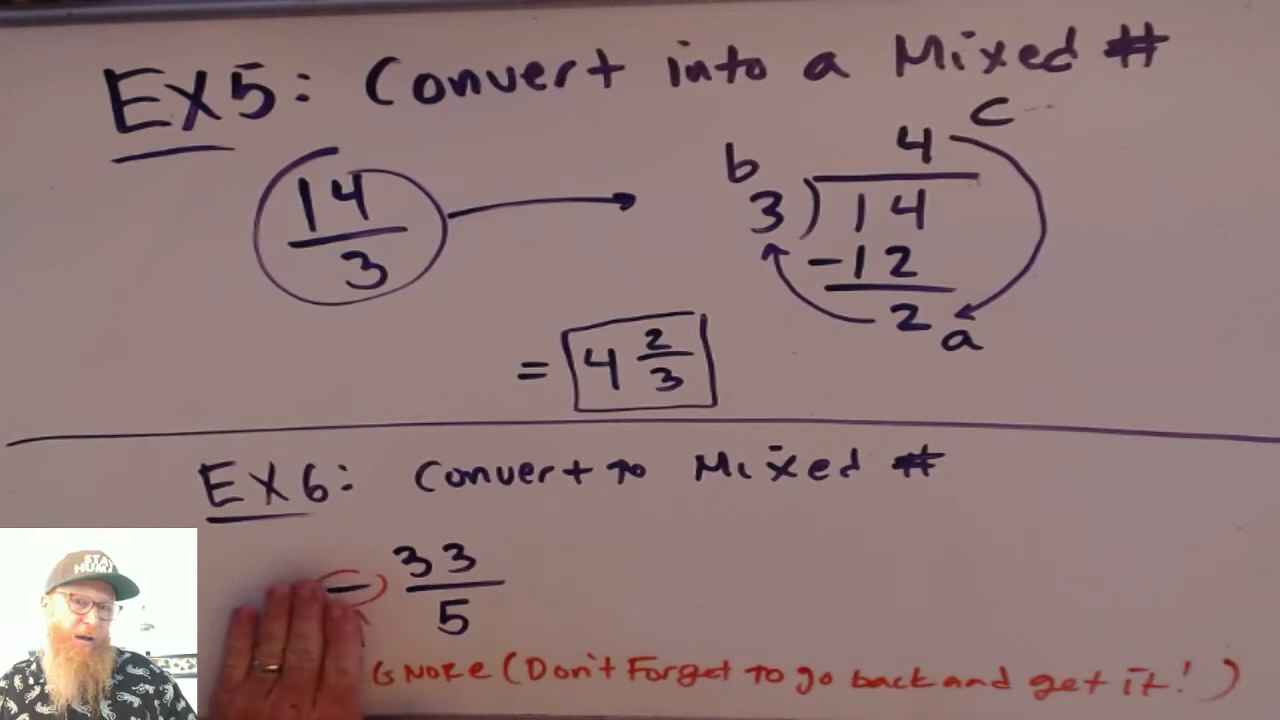 EX5: Convert into a Mixed #
14/3
b 3)14 4 c
-12
2 a
= 4 2/3
EX6: Convert to Mixed #
- 33/5
GNORE (Don't Forget to go back and get it!)